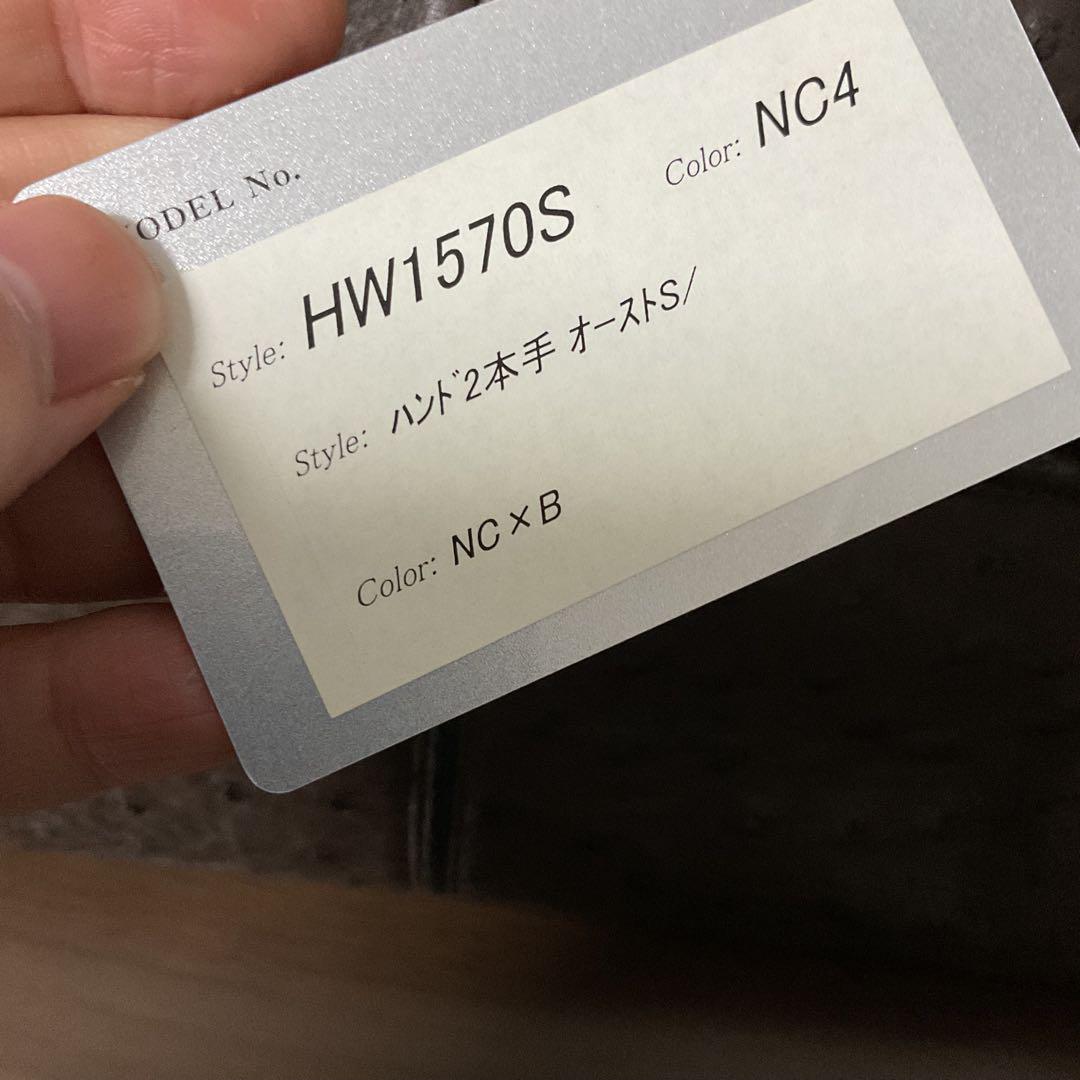 MODEL No.
Style: HW1570S Color: NC4
Style: ハンド2本手 オーストS/
Color: NC×B